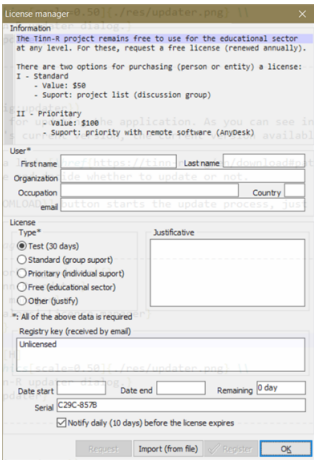 License manager
Information
The Tinn-R project remains free to use for the educational sector
at any level. For these, request a free license (renewed annually).
There are two options for purchasing (person or entity) a license:
I - Standard
- Value: $50
- Suport: project list (discussion group)
II - Prioritary
- Value: $100
- Suport: priority with remote software (AnyDesk)
User*
First name
Last name
Organization
Occupation
Country
email
License
Type*
Justificative
Test (30 days)
Standard (group suport)
Prioritary (individual suport)
Free (educational sector)
Other (justify)
*: All of the above data is required
Registry key (received by email)
Unlicensed
Date start
Date end
Remaining 0 day
Serial C29C-857B
Notify daily (10 days) before the license expires
Request
Import (from file)
Register
OK